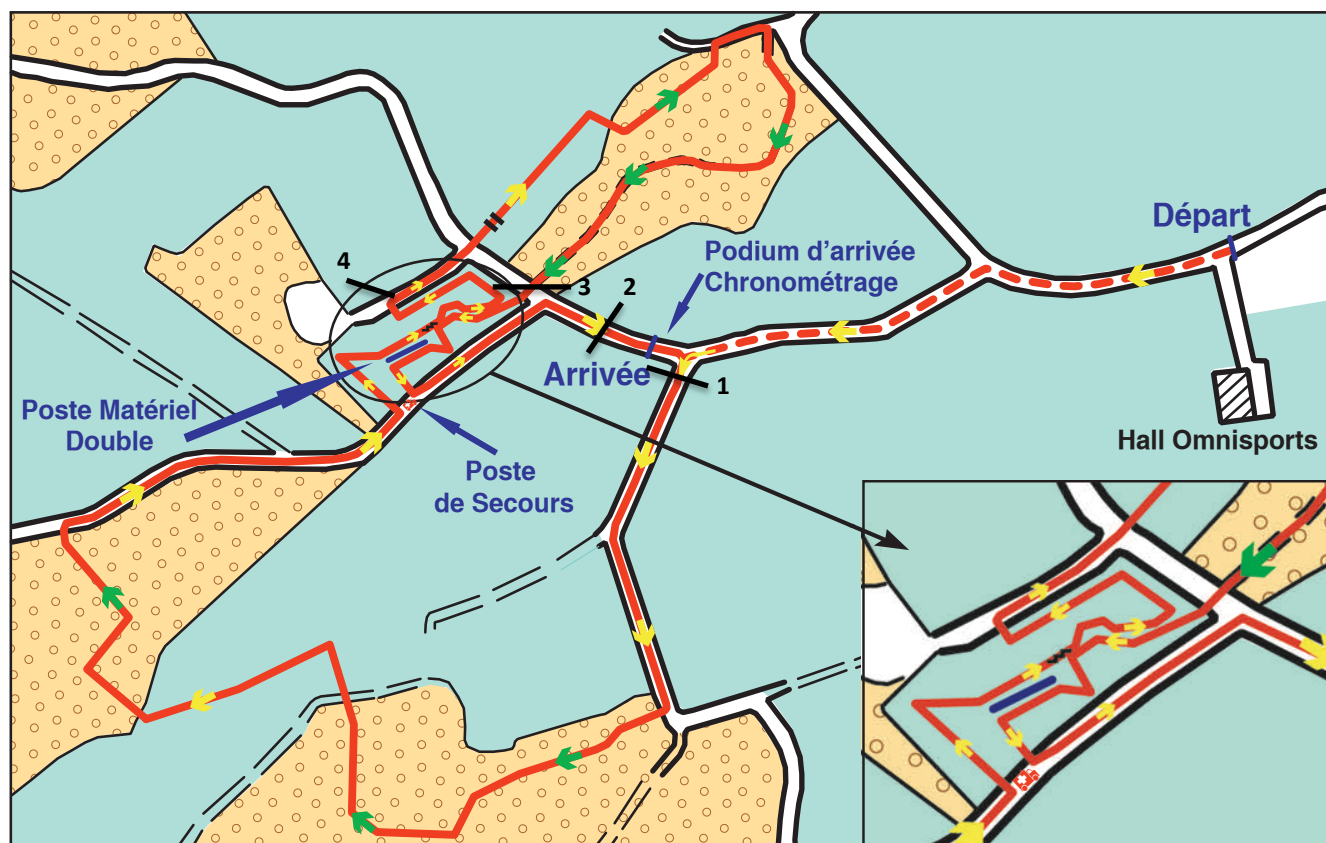 Départ
Podium d’arrivée
Chronométrage
4
3
2
Arrivée
1
Poste Matériel
Double
Poste
de Secours
Hall Omnisports